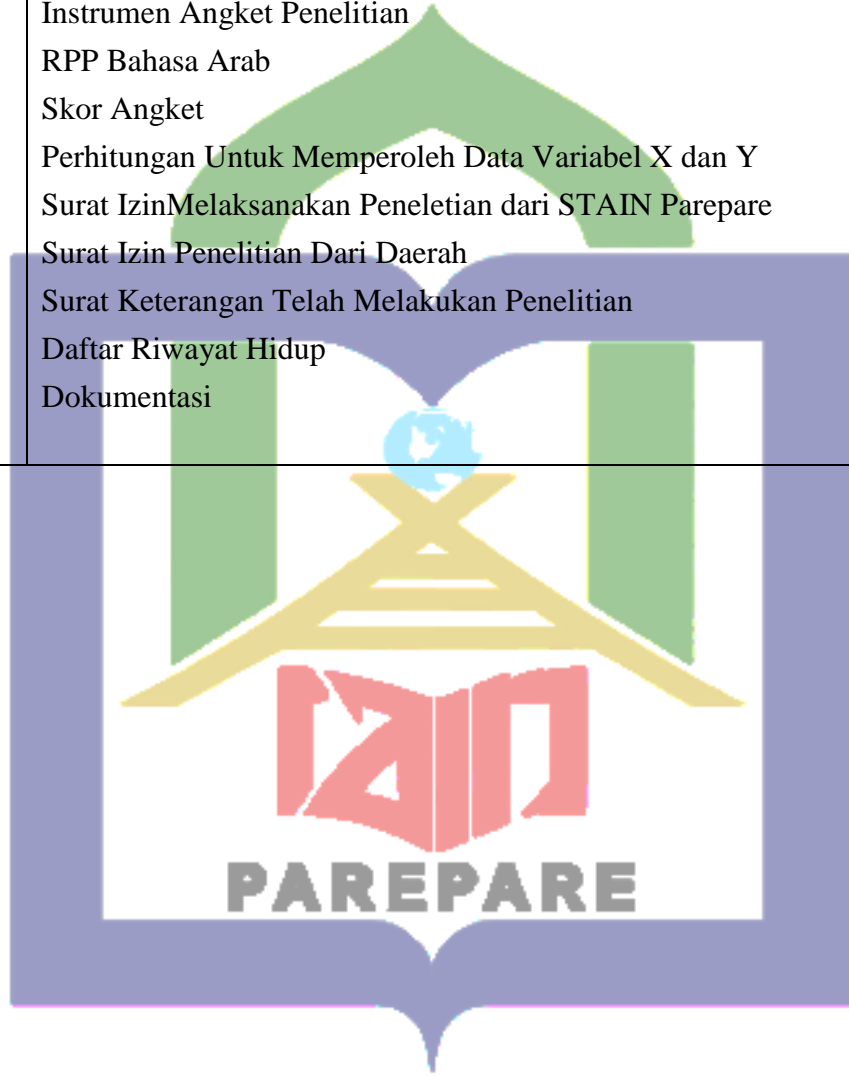 Instrumen Angket Penelitian
RPP Bahasa Arab
Skor Angket
Perhitungan Untuk Memperoleh Data Variabel X dan Y
Surat IzinMelaksanakan Peneletian dari STAIN Parepare
Surat Izin Penelitian Dari Daerah
Surat Keterangan Telah Melakukan Penelitian
Daftar Riwayat Hidup
Dokumentasi
iain
PAREPARE